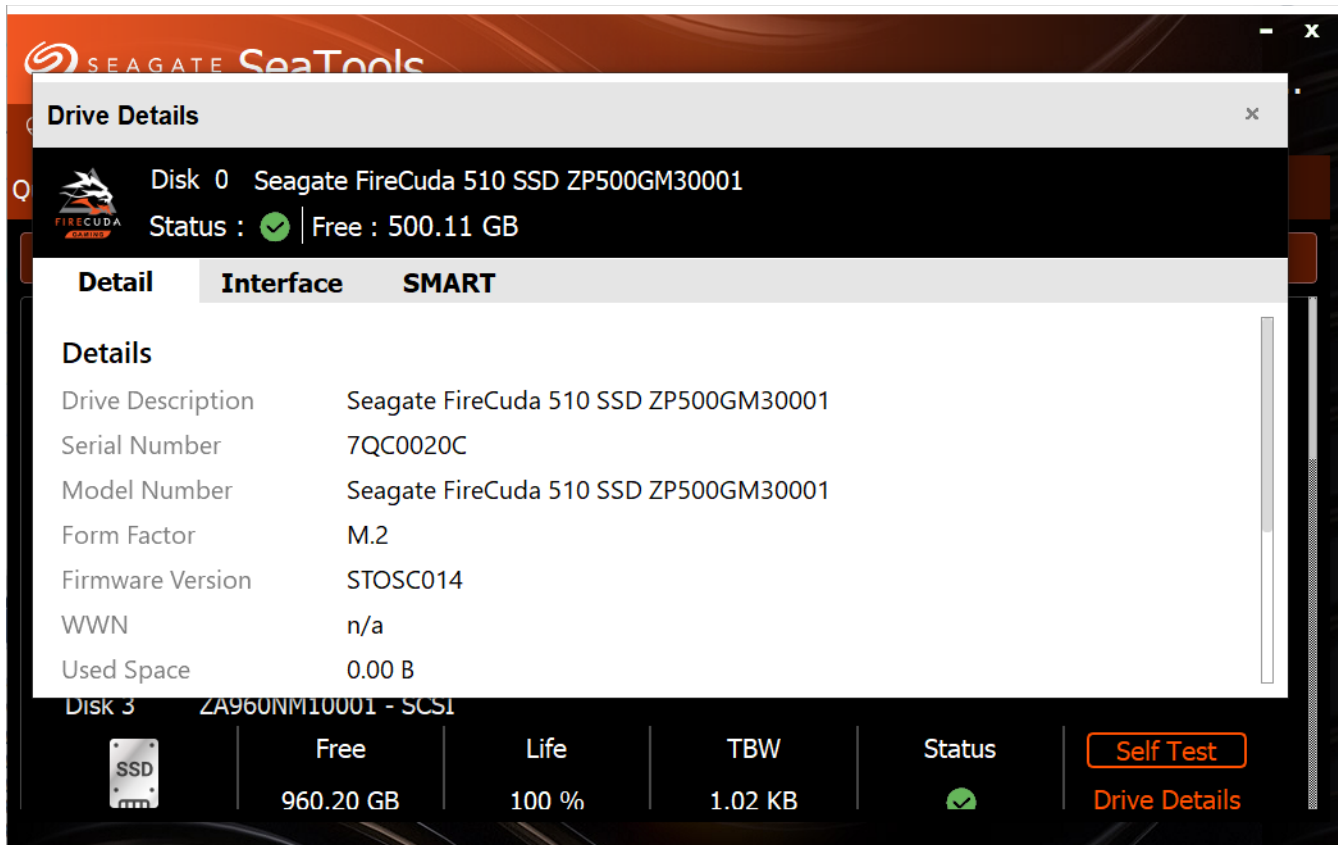 SEAGATE SeaTools
Drive Details
Q
Disk 0 Seagate FireCuda 510 SSD ZP500GM30001
FIRECUDA
GAMING
Status : Free : 500.11 GB
Detail Interface SMART
Details
Drive Description Seagate FireCuda 510 SSD ZP500GM30001
Serial Number 7QC0020C
Model Number Seagate FireCuda 510 SSD ZP500GM30001
Form Factor M.2
Firmware Version STOSC014
WWN n/a
Used Space 0.00 B
Disk 3 ZA960NM10001 - SCSI
SSD
Free Life TBW Status Self Test
960.20 GB 100 % 1.02 KB Drive Details